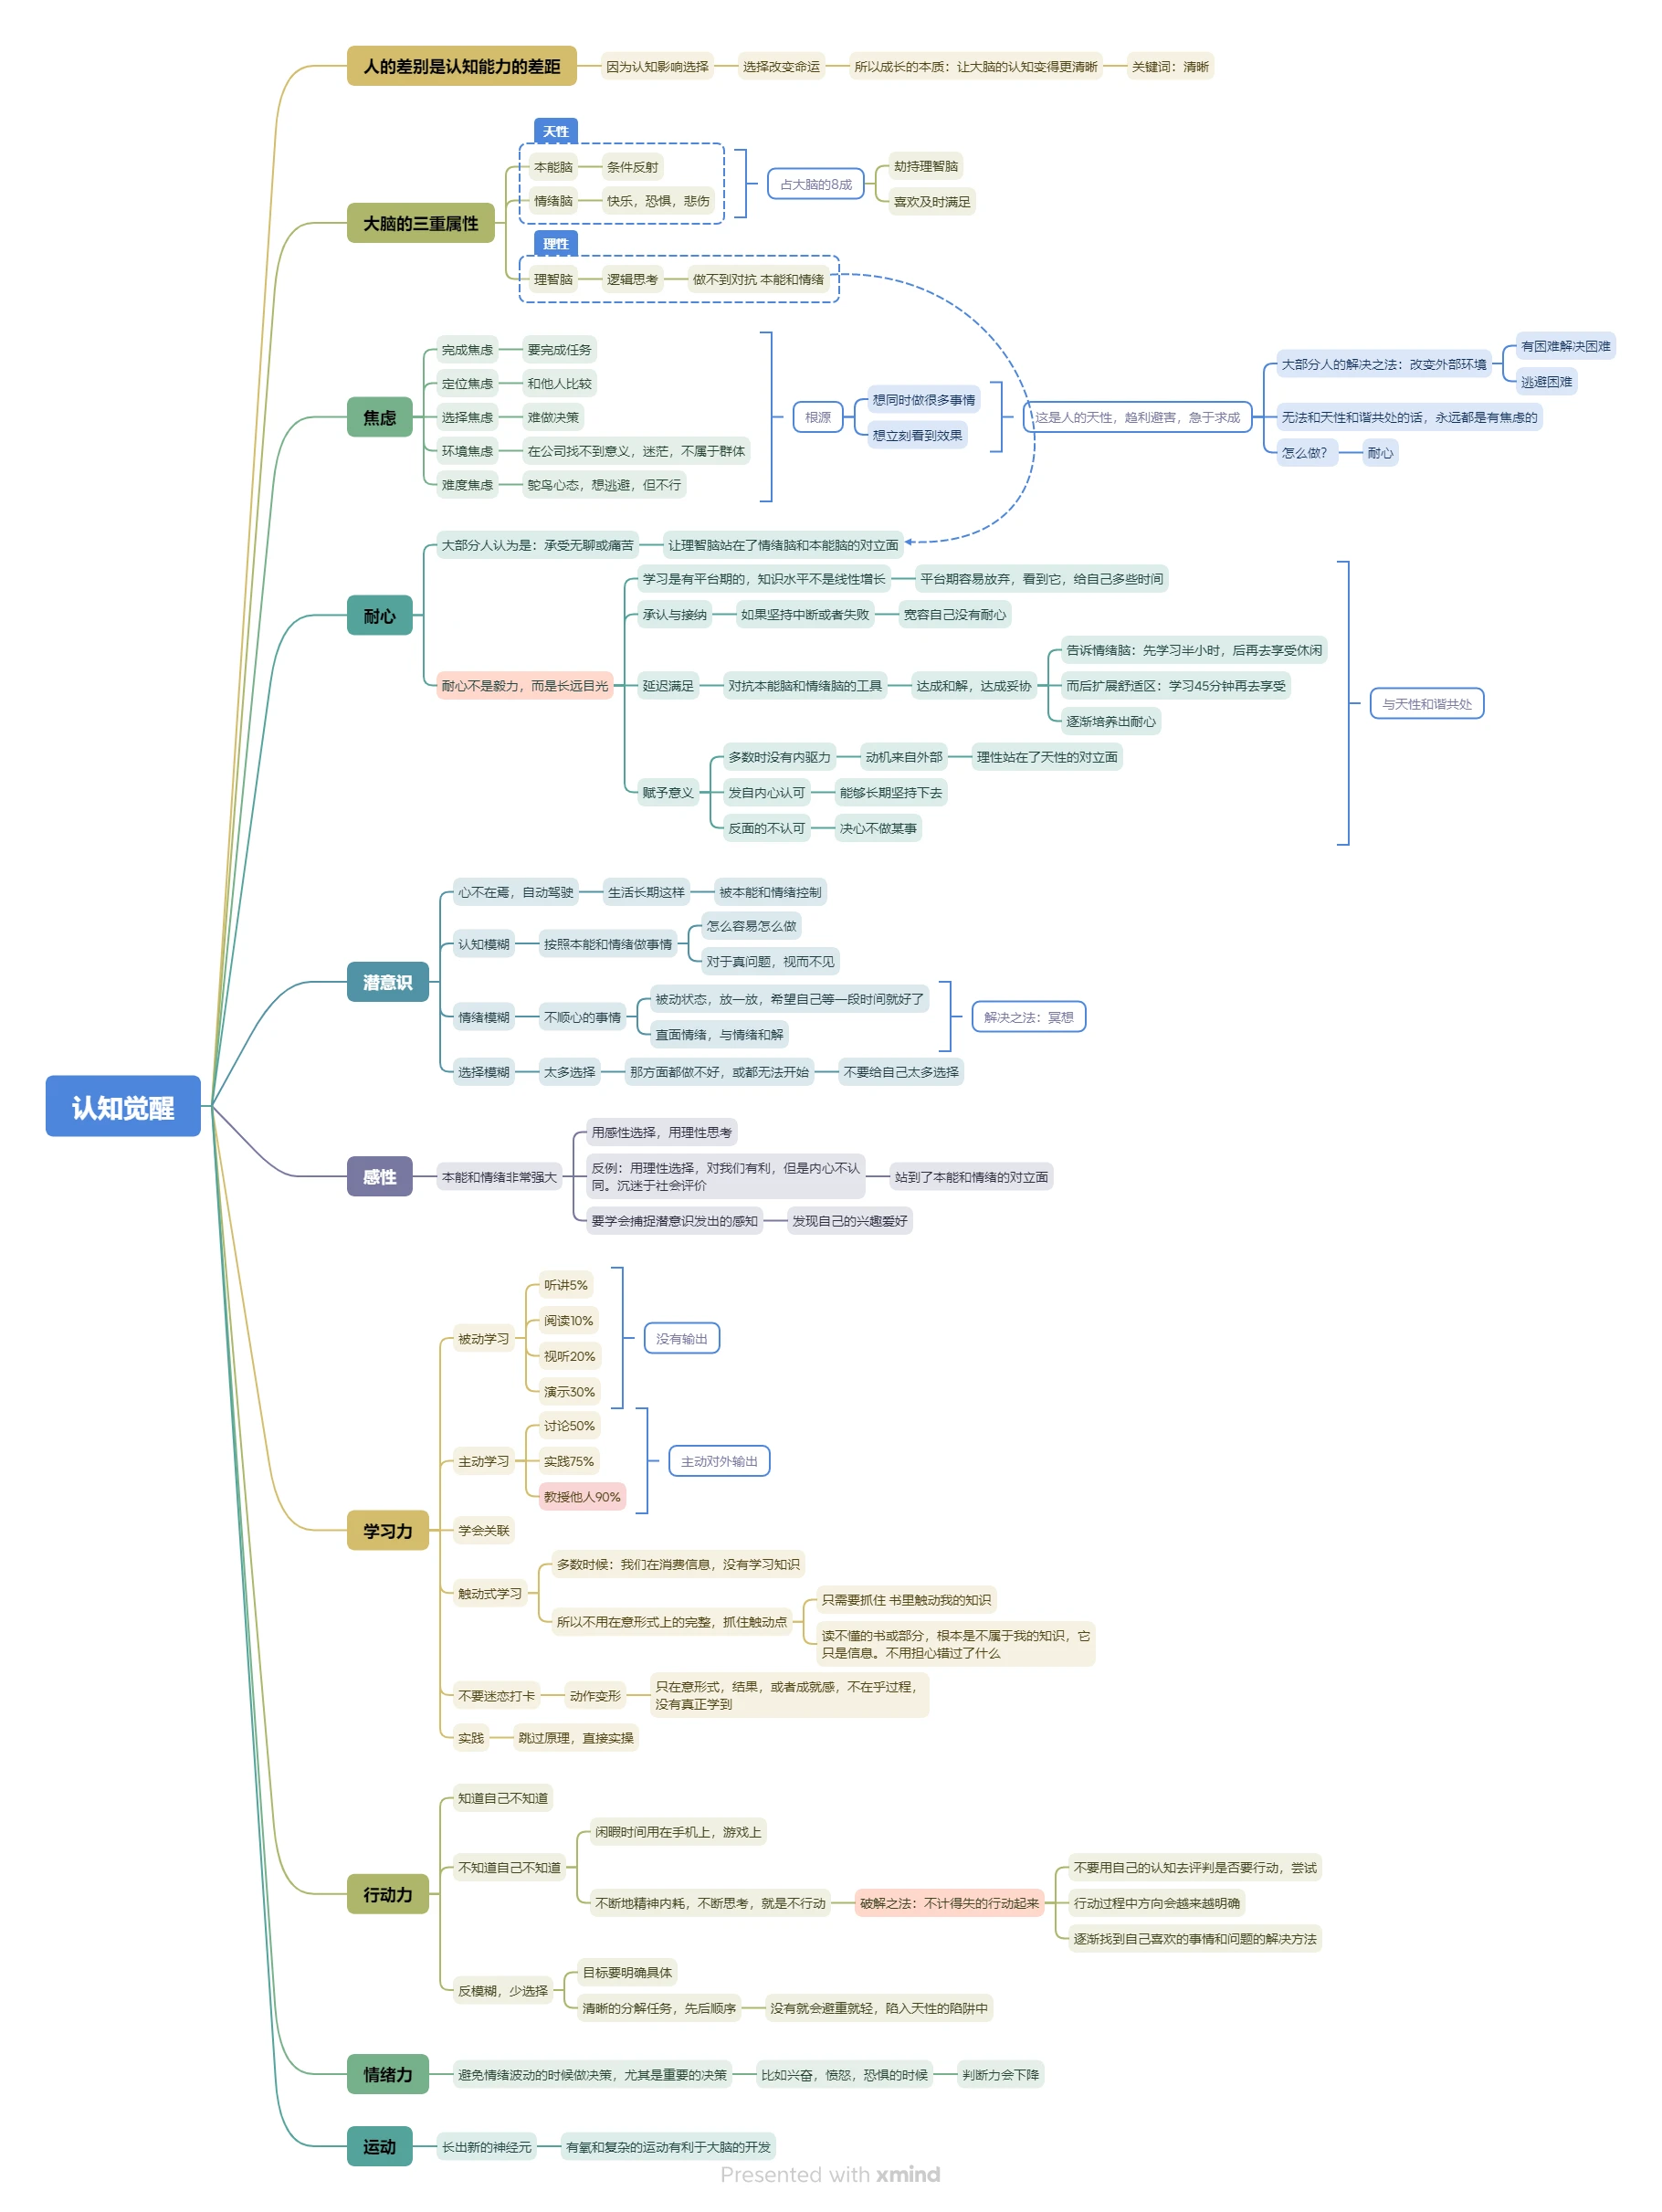 人的差别是认知能力的差距
因为认知影响选择
选择改变命运
所以成长的本质：让大脑的认知变得更清晰
关键词：清晰
大脑的三重属性
天性
本能脑
条件反射
情绪脑
快乐，恐惧，悲伤
占大脑的8成
劫持理智脑
喜欢及时满足
理性
理智脑
逻辑思考
做不到对抗 本能和情绪
焦虑
完成焦虑
要完成任务
定位焦虑
和他人比较
选择焦虑
难做决策
环境焦虑
在公司找不到意义，迷茫，不属于群体
难度焦虑
鸵鸟心态，想逃避，但不行
根源
想同时做很多事情
想立刻看到效果
这是人的天性，趋利避害，急于求成
大部分人的解决之法：改变外部环境
有困难解决困难
逃避困难
无法和天性和谐共处的话，永远都是有焦虑的
怎么做？
耐心
耐心
大部分人认为是：承受无聊或痛苦
让理智脑站在了情绪脑和本能脑的对立面
耐心不是毅力，而是长远目光
学习是有平台期的，知识水平不是线性增长
平台期容易放弃，看到它，给自己多些时间
承认与接纳
如果坚持中断或者失败
宽容自己没有耐心
延迟满足
对抗本能脑和情绪脑的工具
达成和解，达成妥协
告诉情绪脑：先学习半小时，后再去享受休闲
而后扩展舒适区：学习45分钟再去享受
逐渐培养出耐心
赋予意义
多数时没有内驱力
动机来自外部
理性站在了天性的对立面
发自内心认可
能够长期坚持下去
反面的不认可
决心不做某事
与天性和谐共处
潜意识
心不在焉，自动驾驶
生活长期这样
被本能和情绪控制
认知模糊
按照本能和情绪做事情
怎么容易怎么做
对于真问题，视而不见
情绪模糊
不顺心的事情
被动状态，放一放，希望自己等一段时间就好了
直面情绪，与情绪和解
解决之法：冥想
选择模糊
太多选择
那方面都做不好，或都无法开始
不要给自己太多选择
认知觉醒
感性
本能和情绪非常强大
用感性选择，用理性思考
反例：用理性选择，对我们有利，但是内心不认
同。沉迷于社会评价
站到了本能和情绪的对立面
要学会捕捉潜意识发出的感知
发现自己的兴趣爱好
学习力
被动学习
听讲5%
阅读10%
视听20%
演示30%
没有输出
主动学习
讨论50%
实践75%
教授他人90%
主动对外输出
学会关联
触动式学习
多数时候：我们在消费信息，没有学习知识
所以不用在意形式上的完整，抓住触动点
只需要抓住 书里触动我的知识
读不懂的书或部分，根本是不属于我的知识，它
只是信息。不用担心错过了什么
不要迷恋打卡
动作变形
只在意形式，结果，或者成就感，不在乎过程，
没有真正学到
实践
跳过原理，直接实操
行动力
知道自己不知道
不知道自己不知道
闲暇时间用在手机上，游戏上
不断地精神内耗，不断思考，就是不行动
破解之法：不计得失的行动起来
不要用自己的认知去评判是否要行动，尝试
行动过程中方向会越来越明确
逐渐找到自己喜欢的事情和问题的解决方法
反模糊，少选择
目标要明确具体
清晰的分解任务，先后顺序
没有就会避重就轻，陷入天性的陷阱中
情绪力
避免情绪波动的时候做决策，尤其是重要的决策
比如兴奋，愤怒，恐惧的时候
判断力会下降
运动
长出新的神经元
有氧和复杂的运动有利于大脑的开发
Presented with xmind